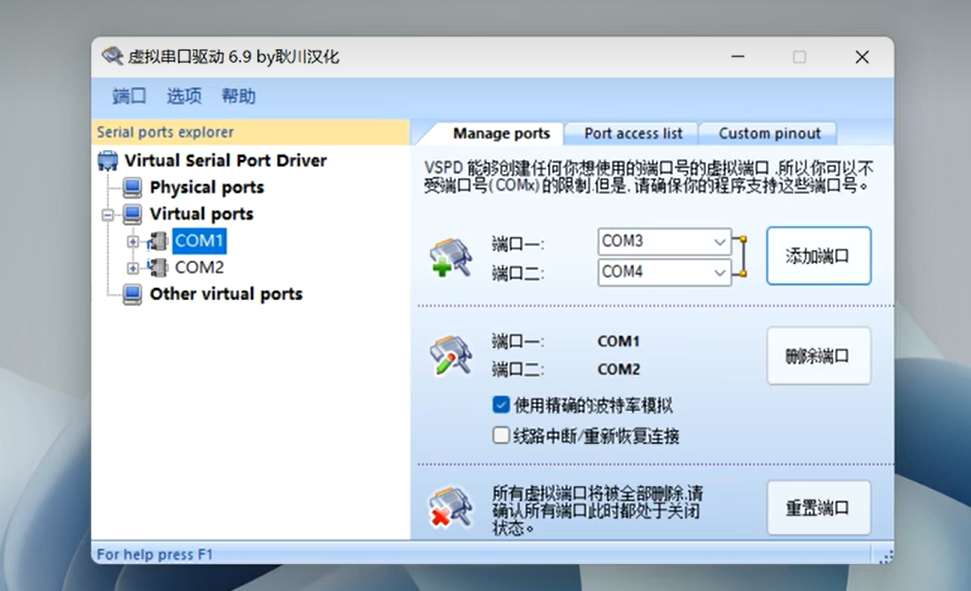 虚拟串口驱动 6.9 by耿川汉化
端口 选项 帮助
Serial ports explorer
Virtual Serial Port Driver
Physical ports
Virtual ports
COM1
COM2
Other virtual ports
Manage ports Port access list Custom pinout
VSPD 能够创建任何你想使用的端口号的虚拟端口 ,所以你可以不
受端口号(COMx)的限制.但是, 请确保你的程序支持这些端口号。
端口一: COM3
端口二: COM4
添加端口
端口一: COM1
端口二: COM2
删除端口
使用精确的波特率模拟
线路中断/重新恢复连接
所有虚拟端口将被全部删除,请
确认所有端口此时都处于关闭
状态。
重置端口
For help press F1